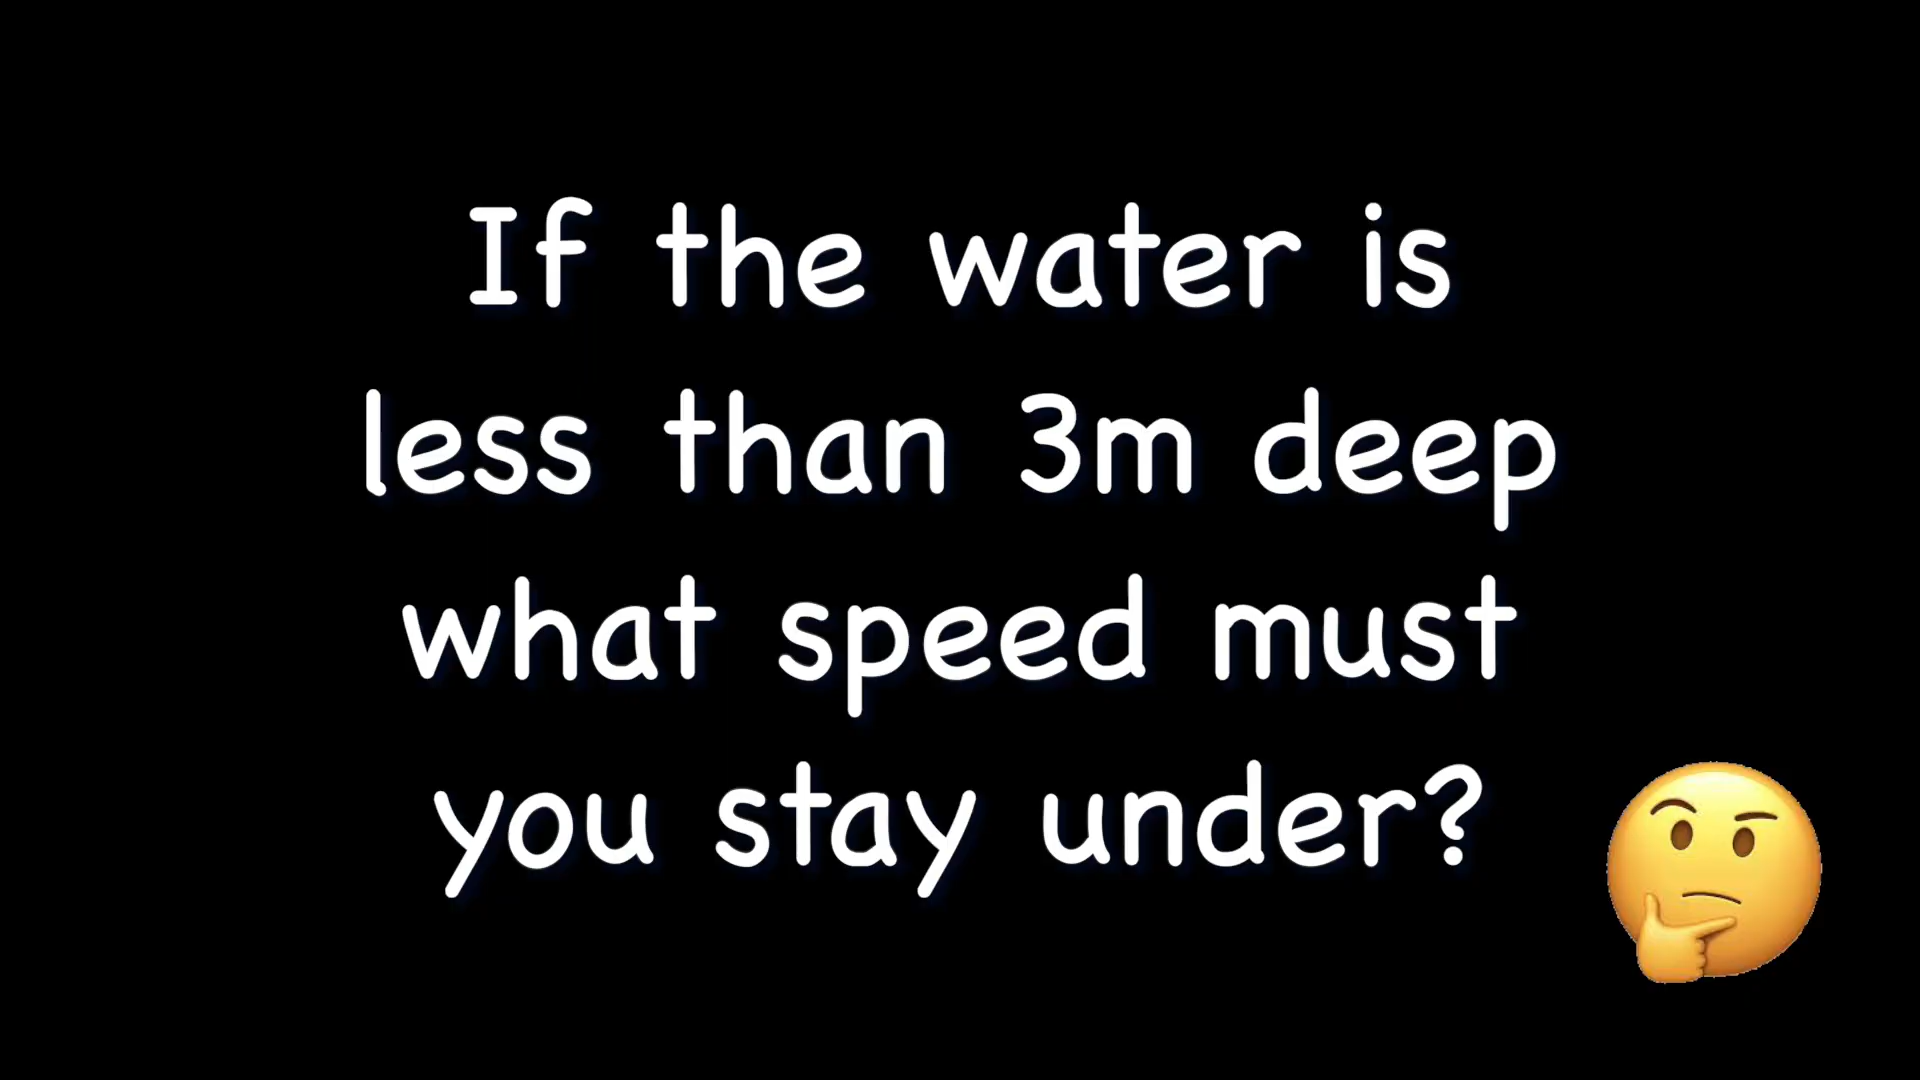 If the water is
less than 3m deep
what speed must
you stay under?